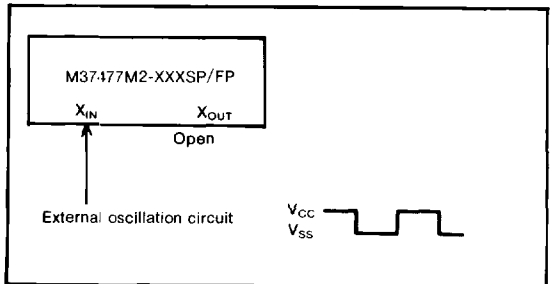 M37477M2-XXXSP/FP
XIN XOUT
Open
External oscillation circuit
VCC
VSS